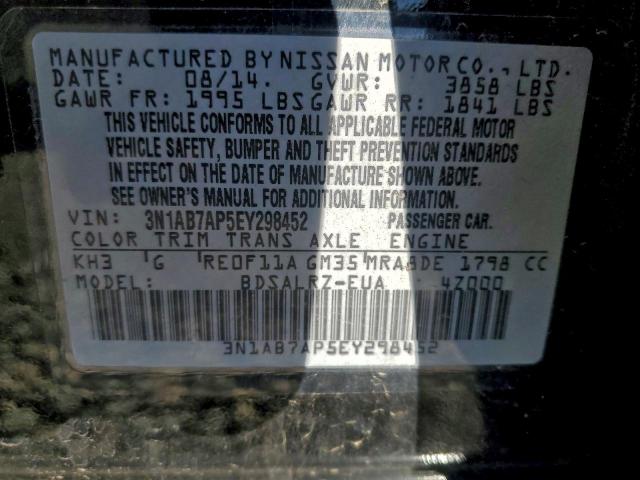 MANUFACTURED BY NISSAN MOTOR CO., LTD.
DATE: 08/14. GVWR: 3858 LBS
GAWR FR: 1995 LBS GAWR RR: 1841 LBS
THIS VEHICLE CONFORMS TO ALL APPLICABLE FEDERAL MOTOR
VEHICLE SAFETY, BUMPER AND THEFT PREVENTION STANDARDS
IN EFFECT ON THE DATE OF MANUFACTURE SHOWN ABOVE.
SEE OWNER'S MANUAL FOR ADDITIONAL INFORMATION.
VIN: 3N1AB7AP5EY298452 PASSENGER CAR.
COLOR TRIM TRANS AXLE ENGINE
KH3 G RE0F11A GM35 MRA8DE 1798 CC
MODEL: BDSALRZ-EUA 4Z000
3N1AB7AP5EY298452